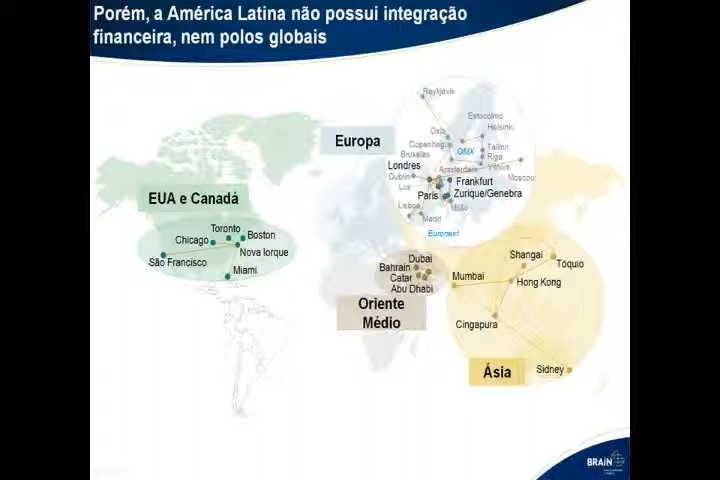 Porém, a América Latina não possui integração
financeira, nem polos globais
Reykjavik
Europa
Estocolmo
Oslo
Helsink
Copenhagu
OMX
Tallinn
Bruxelles
Riga
Londres
Amsterdam
Vilnius
Dublin
Frankfurt
Moscou
Lux
Paris
Zurique/Genebra
Lisboa
Milão
Madri
Euronext
EUA e Canadá
Toronto
Boston
Chicago
Nova Iorque
São Francisco
Miami
Dubai
Bahrain
Catar
Abu Dhabi
Oriente
Médio
Shangai
Tóquio
Mumbai
Hong Kong
Cingapura
Ásia
Sidney
BRAiN